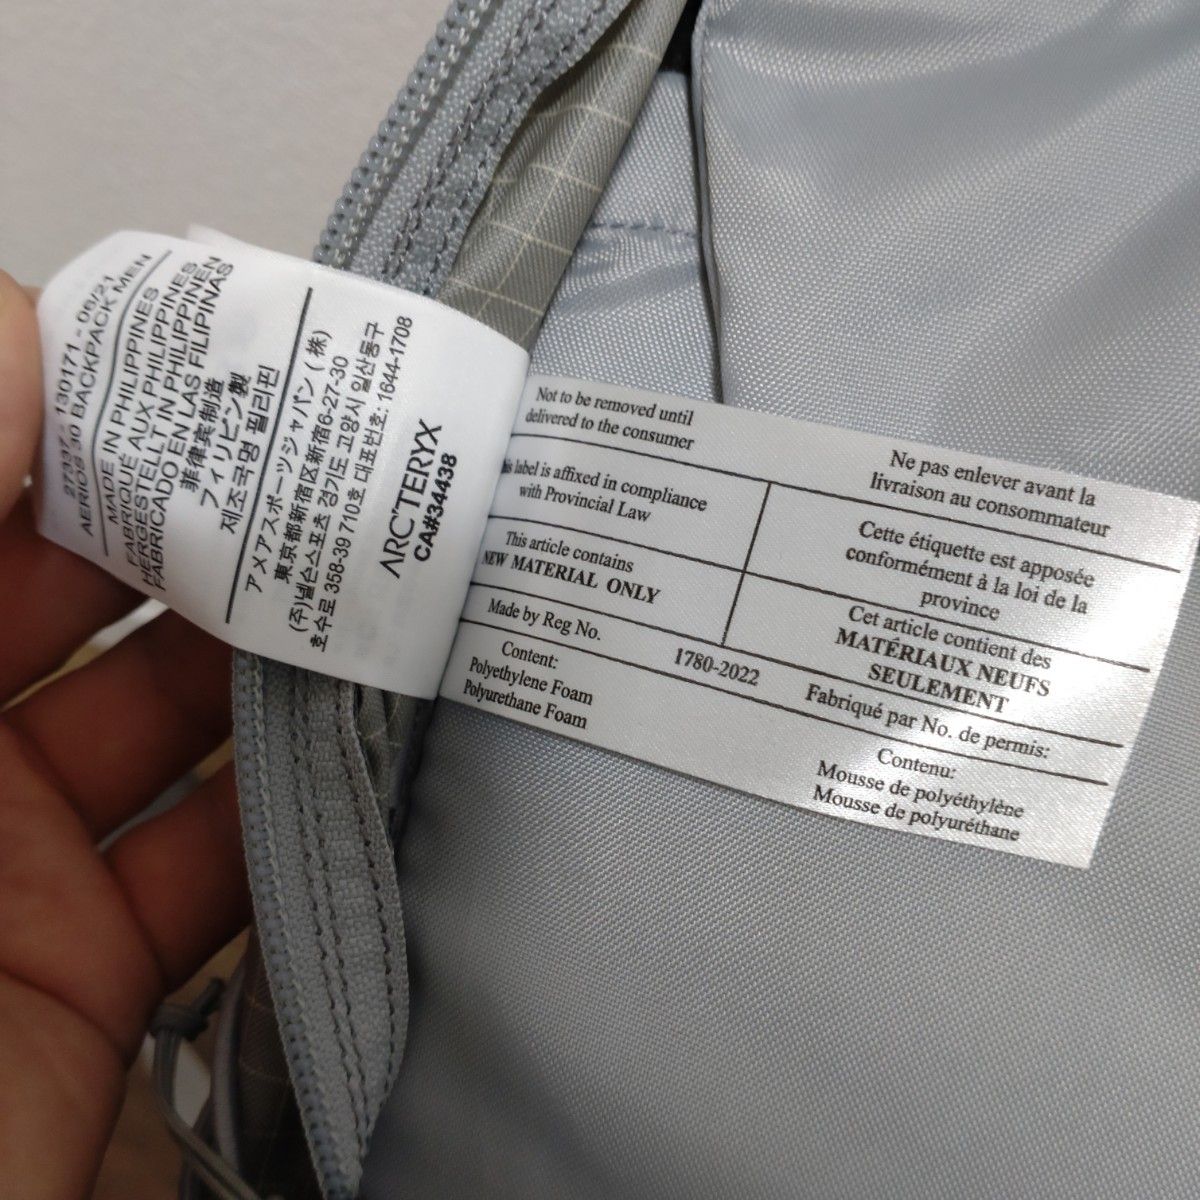 27337 - 130171 - 06/21
AERIOS 30 BACKPACK MEN
MADE IN PHILIPPINES
FABRIQUÉ AUX PHILIPPINES
HERGESTELLT IN PHILIPPINEN
FABRICADO EN LAS FILIPINAS
菲律宾制造
フィリピン製
제조국명 필리핀
アメアスポーツジャパン (株)
東京都新宿区新宿6-27-30
(주)넬슨스포츠 경기도 고양시 일산동구
호수로 358-39 710호 대표번호: 1644-1708
ARC'TERYX
CA#34438
Not to be removed until
delivered to the consumer
Ne pas enlever avant la
livraison au consommateur
label is affixed in compliance
with Provincial Law
Cette étiquette est apposée
conformément à la loi de la
province
This article contains
NEW MATERIAL ONLY
Cet article contient des
MATÉRIAUX NEUFS
SEULEMENT
Made by Reg No.
1780-2022
Fabriqué par No. de permis:
Content:
Polyethylene Foam
Polyurethane Foam
Contenu:
Mousse de polyéthylène
Mousse de polyuréthane